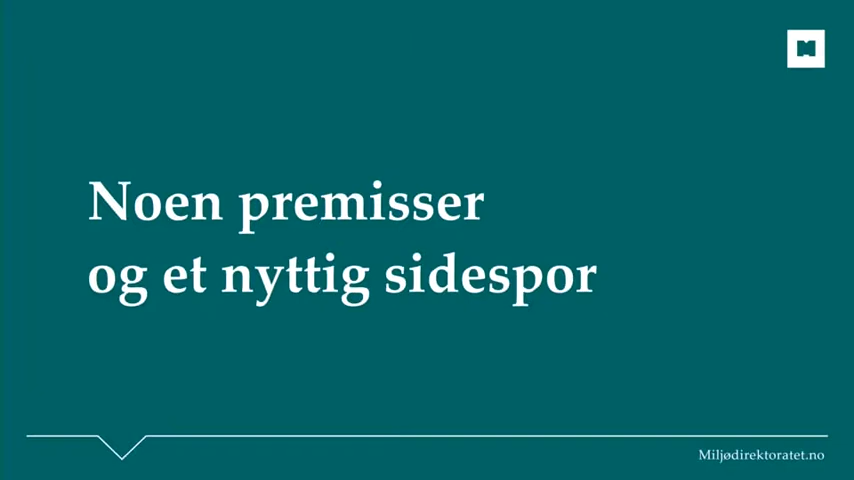 Noen premisser
og et nyttig sidespor
Miljødirektoratet.no